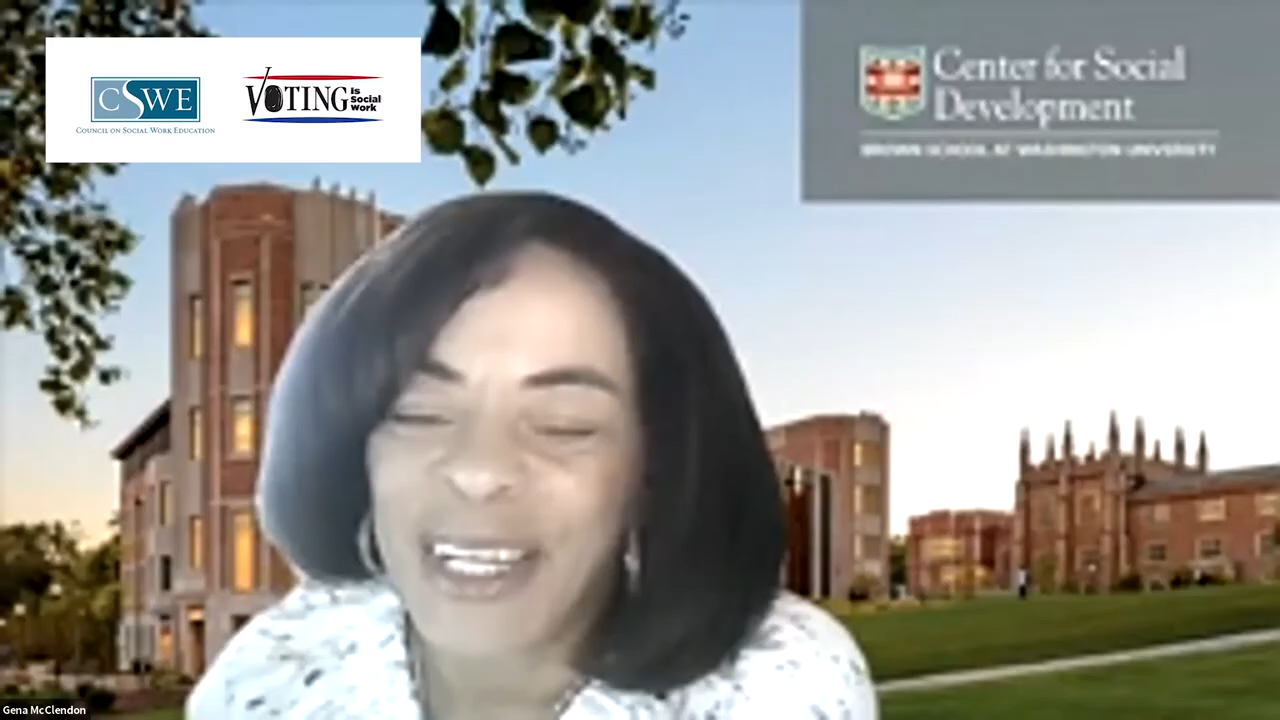 CSWE
COUNCIL ON SOCIAL WORK EDUCATION
VOTING is Social Work
Center for Social
Development
BROWN SCHOOL AT WASHINGTON UNIVERSITY
Gena McClendon